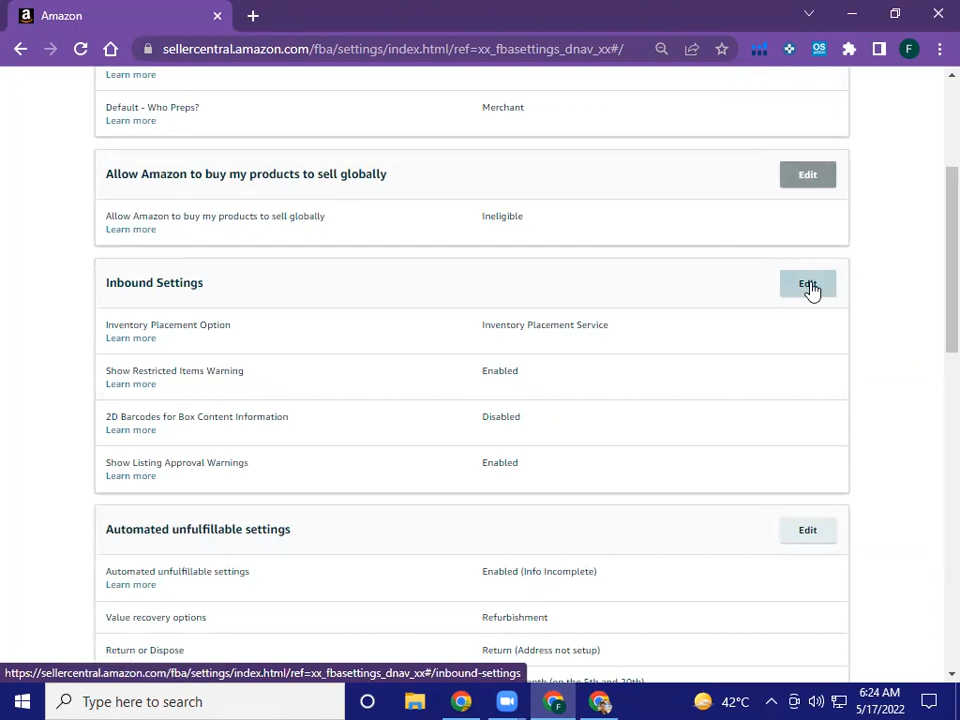 Amazon
sellercentral.amazon.com/fba/settings/index.html/ref=xx_fbasettings_dnav_xx#/
OS
F
Learn more
Default - Who Preps?
Merchant
Learn more
Allow Amazon to buy my products to sell globally
Edit
Allow Amazon to buy my products to sell globally
Ineligible
Learn more
Inbound Settings
Edit
Inventory Placement Option
Inventory Placement Service
Learn more
Show Restricted Items Warning
Enabled
Learn more
2D Barcodes for Box Content Information
Disabled
Learn more
Show Listing Approval Warnings
Enabled
Learn more
Automated unfulfillable settings
Edit
Automated unfulfillable settings
Enabled (Info Incomplete)
Learn more
Value recovery options
Refurbishment
Return or Dispose
Return (Address not setup)
https://sellercentral.amazon.com/fba/settings/index.html/ref=xx_fbasettings_dnav_xx#/inbound-settings
Type here to search
42°C
6:24 AM
5/17/2022